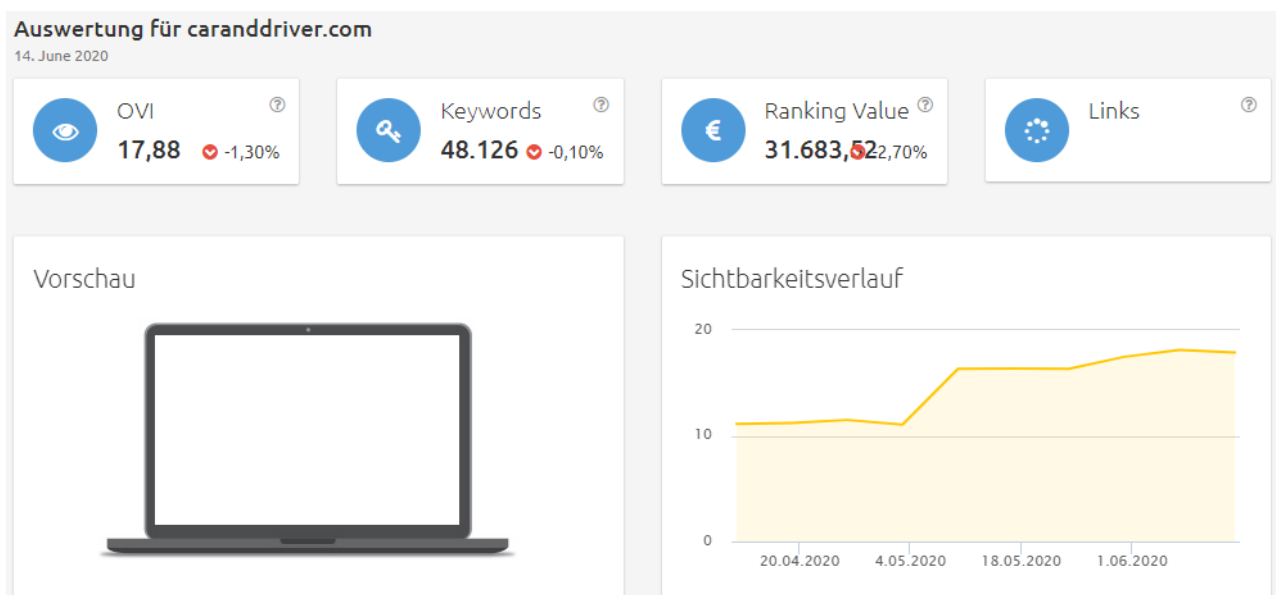 Auswertung für caranddriver.com
14. June 2020
OVI
17,88 -1,30%
Keywords
48.126 -0,10%
Ranking Value
€
31.683,52 -2,70%
Links
Vorschau
Sichtbarkeitsverlauf
20
10
0
20.04.2020 4.05.2020 18.05.2020 1.06.2020